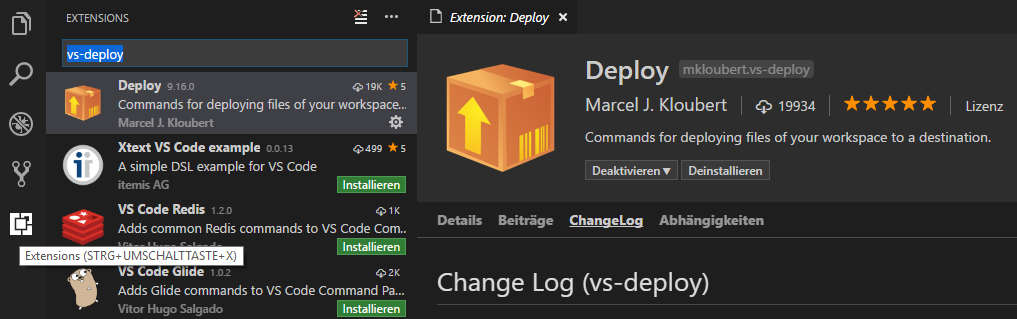 EXTENSIONS
vs-deploy
Deploy 9.16.0 19K 5
Commands for deploying files of your workspace...
Marcel J. Kloubert
Xtext VS Code example 0.0.13 499 5
A simple DSL example for VS Code
itemis AG Installieren
VS Code Redis 1.2.0 1K
Adds common Redis commands to VS Code Com...
Vitor Hugo Salgado Installieren
Extensions (STRG+UMSCHALTTASTE+X)
VS Code Glide 1.0.2 2K
Adds Glide commands to VS Code Command Pa...
Vitor Hugo Salgado Installieren
Extension: Deploy
Deploy mkloubert.vs-deploy
Marcel J. Kloubert 19934 Lizenz
Commands for deploying files of your workspace to a destination.
Deaktivieren Deinstallieren
Details Beiträge ChangeLog Abhängigkeiten
Change Log (vs-deploy)